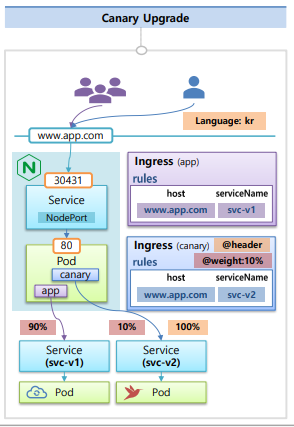 Canary Upgrade
Language: kr
www.app.com
30431
Service
NodePort
80
Pod
canary
app
Ingress (app)
rules
host serviceName
www.app.com svc-v1
Ingress (canary) @header
rules @weight:10%
host serviceName
www.app.com svc-v2
90% 10% 100%
Service
(svc-v1)
Service
(svc-v2)
Pod
Pod